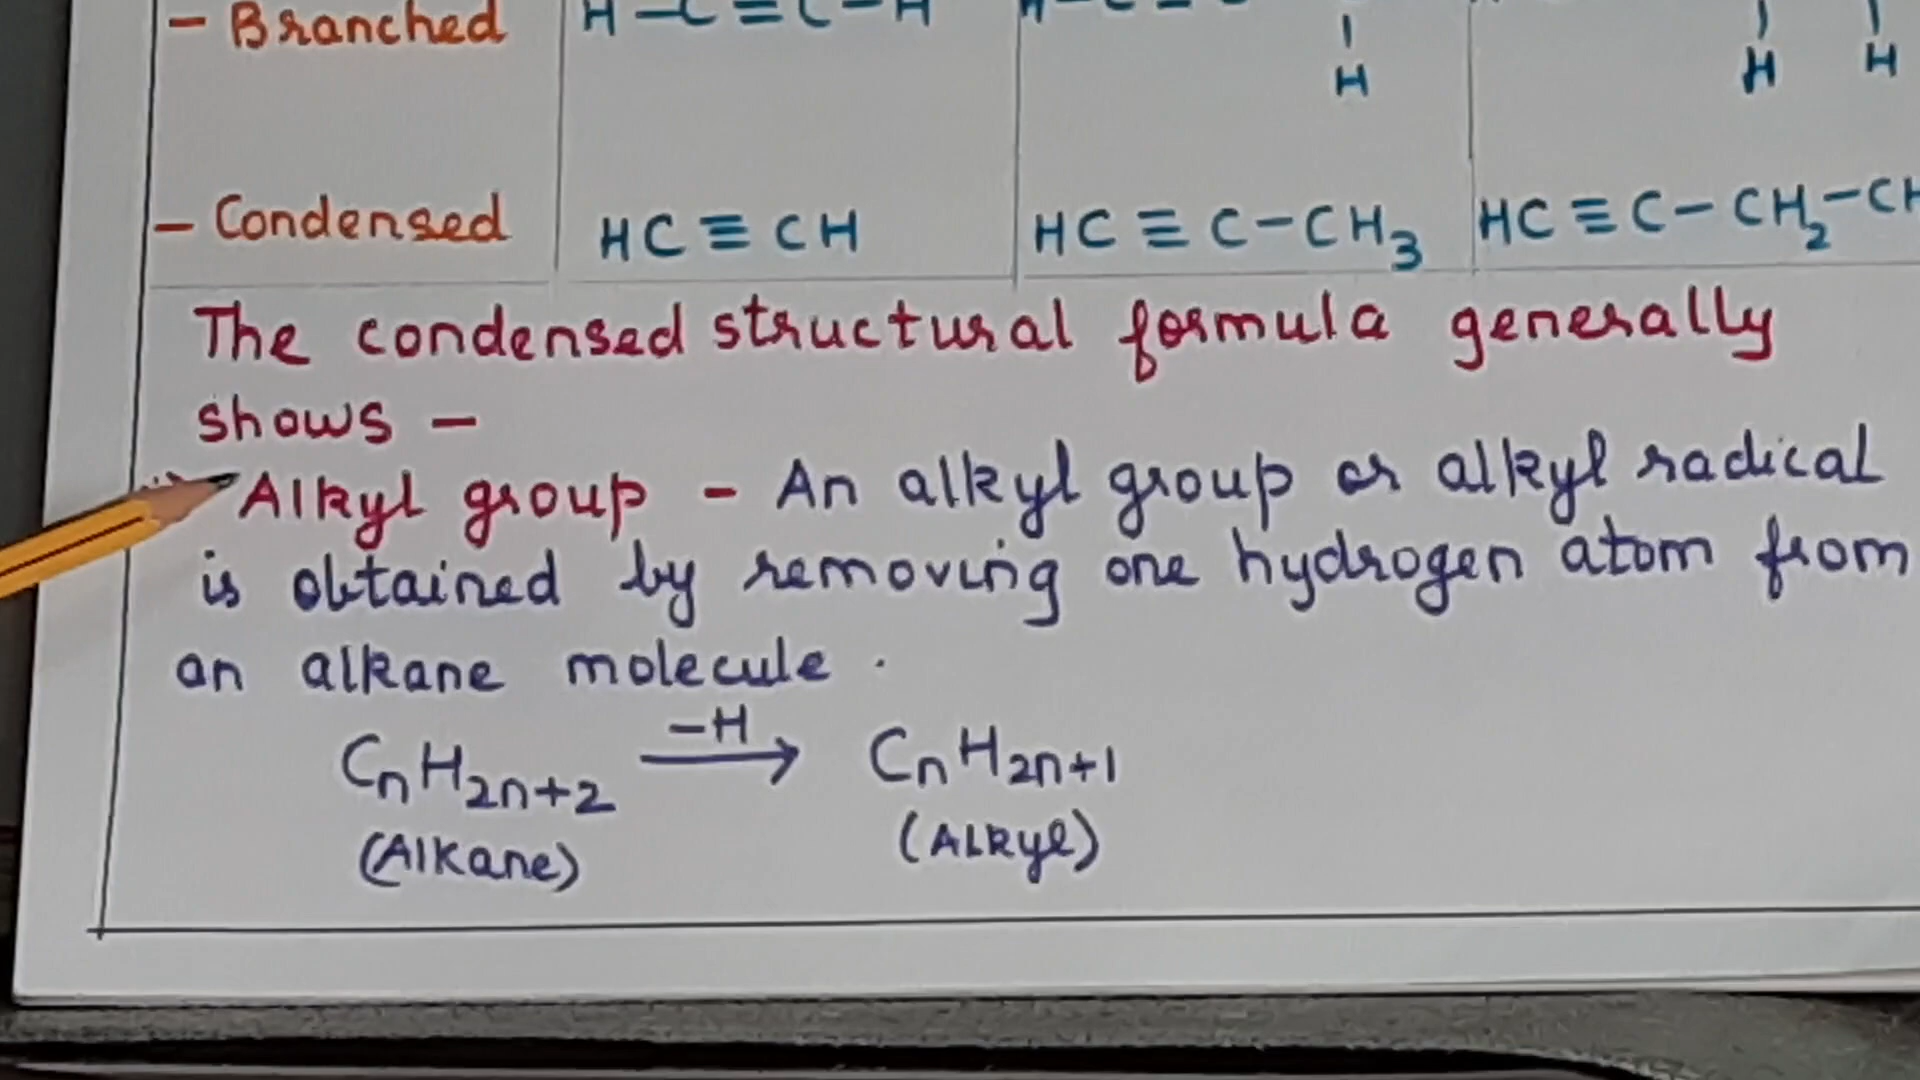 - Branched H-C≡C-H H-C≡C
H H H
- Condensed HC≡CH HC≡C-CH₃ HC≡C-CH₂-CH
The condensed structural formula generally
shows -
Alkyl group - An alkyl group or alkyl radical
is obtained by removing one hydrogen atom from
an alkane molecule.
CₙH₂ₙ₊₂ -H→ CₙH₂ₙ₊₁
(Alkane) (Alkyl)